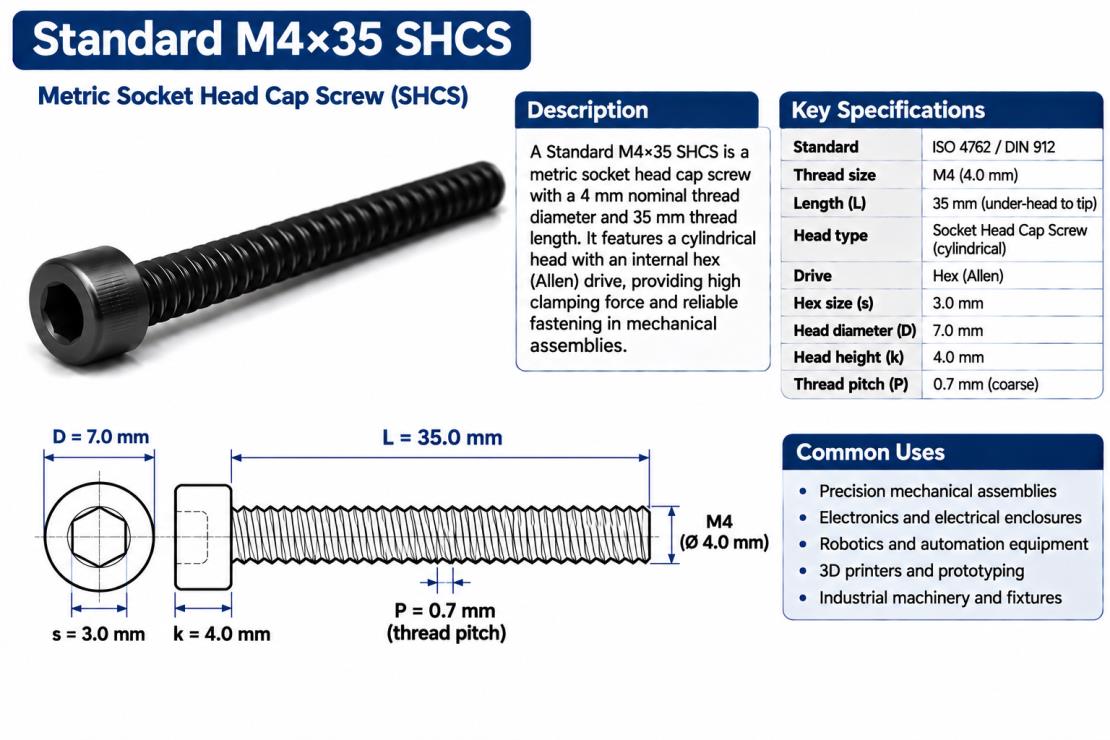 Standard M4×35 SHCS
Metric Socket Head Cap Screw (SHCS)
Description
A Standard M4×35 SHCS is a
metric socket head cap screw
with a 4 mm nominal thread
diameter and 35 mm thread
length. It features a cylindrical
head with an internal hex
(Allen) drive, providing high
clamping force and reliable
fastening in mechanical
assemblies.
Key Specifications
Standard ISO 4762 / DIN 912
Thread size M4 (4.0 mm)
Length (L) 35 mm (under-head to tip)
Head type Socket Head Cap Screw
(cylindrical)
Drive Hex (Allen)
Hex size (s) 3.0 mm
Head diameter (D) 7.0 mm
Head height (k) 4.0 mm
Thread pitch (P) 0.7 mm (coarse)
D = 7.0 mm
L = 35.0 mm
M4
(Ø 4.0 mm)
P = 0.7 mm
(thread pitch)
s = 3.0 mm
k = 4.0 mm
Common Uses
• Precision mechanical assemblies
• Electronics and electrical enclosures
• Robotics and automation equipment
• 3D printers and prototyping
• Industrial machinery and fixtures